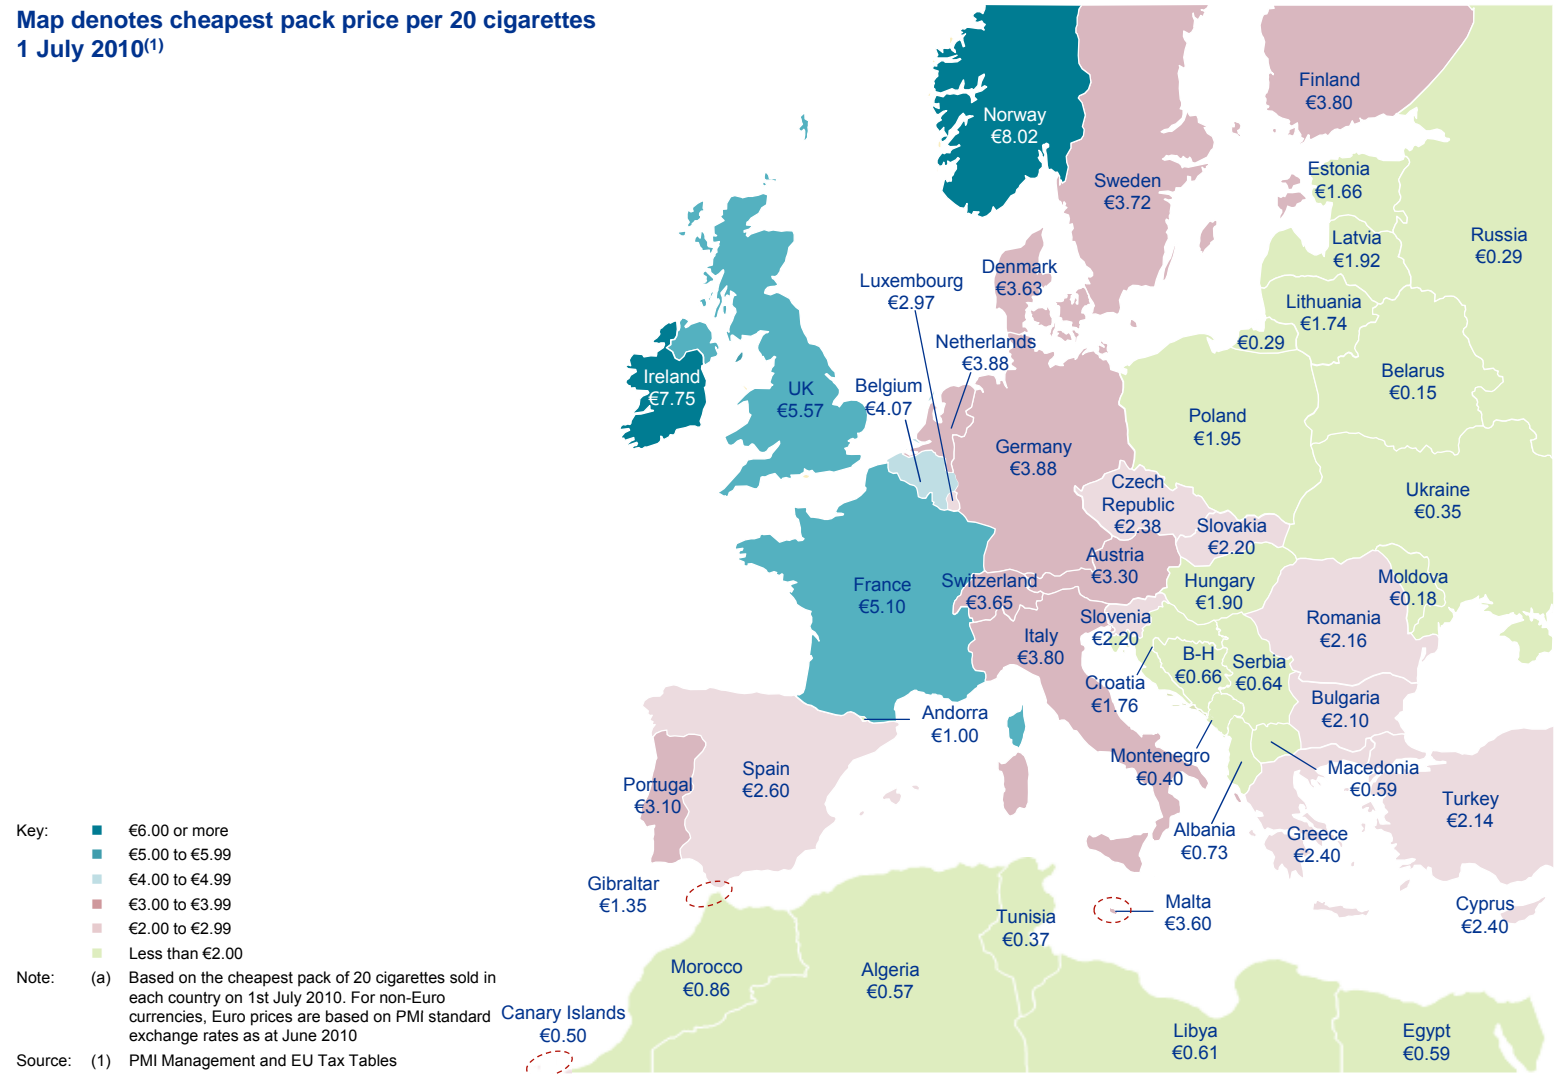 Map denotes cheapest pack price per 20 cigarettes
1 July 2010(1)
Norway
€8.02
Finland
€3.80
Sweden
€3.72
Estonia
€1.66
Latvia
€1.92
Russia
€0.29
Denmark
€3.63
Luxembourg
€2.97
Lithuania
€1.74
€0.29
Netherlands
€3.88
Ireland
€7.75
UK
€5.57
Belgium
€4.07
Belarus
€0.15
Poland
€1.95
Germany
€3.88
Czech
Republic
€2.38
Ukraine
€0.35
Slovakia
€2.20
Austria
€3.30
France
€5.10
Switzerland
€3.65
Hungary
€1.90
Moldova
€0.18
Romania
€2.16
Slovenia
€2.20
Italy
€3.80
B-H
€0.66
Serbia
€0.64
Croatia
€1.76
Bulgaria
€2.10
Andorra
€1.00
Montenegro
€0.40
Macedonia
€0.59
Spain
€2.60
Portugal
€3.10
Turkey
€2.14
Albania
€0.73
Greece
€2.40
Gibraltar
€1.35
Malta
€3.60
Cyprus
€2.40
Tunisia
€0.37
Morocco
€0.86
Algeria
€0.57
Canary Islands
€0.50
Libya
€0.61
Egypt
€0.59
Key:
€6.00 or more
€5.00 to €5.99
€4.00 to €4.99
€3.00 to €3.99
€2.00 to €2.99
Less than €2.00
Note: (a) Based on the cheapest pack of 20 cigarettes sold in
each country on 1st July 2010. For non-Euro
currencies, Euro prices are based on PMI standard
exchange rates as at June 2010
Source: (1) PMI Management and EU Tax Tables